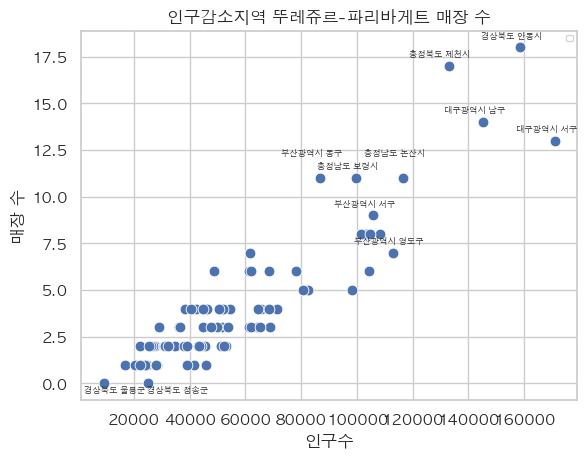 인구감소지역 뚜레쥬르-파리바게트 매장 수
경상북도 안동시
충청북도 제천시
17.5
15.0
대구광역시 남구
대구광역시 서구
12.5
부산광역시 동구
충청남도 논산시
충청남도 보령시
10.0
부산광역시 서구
7.5
부산광역시 영도구
5.0
2.5
0.0
경상북도 울릉군
경상북도 청송군
매장 수
20000 40000 60000 80000 100000 120000 140000 160000
인구수